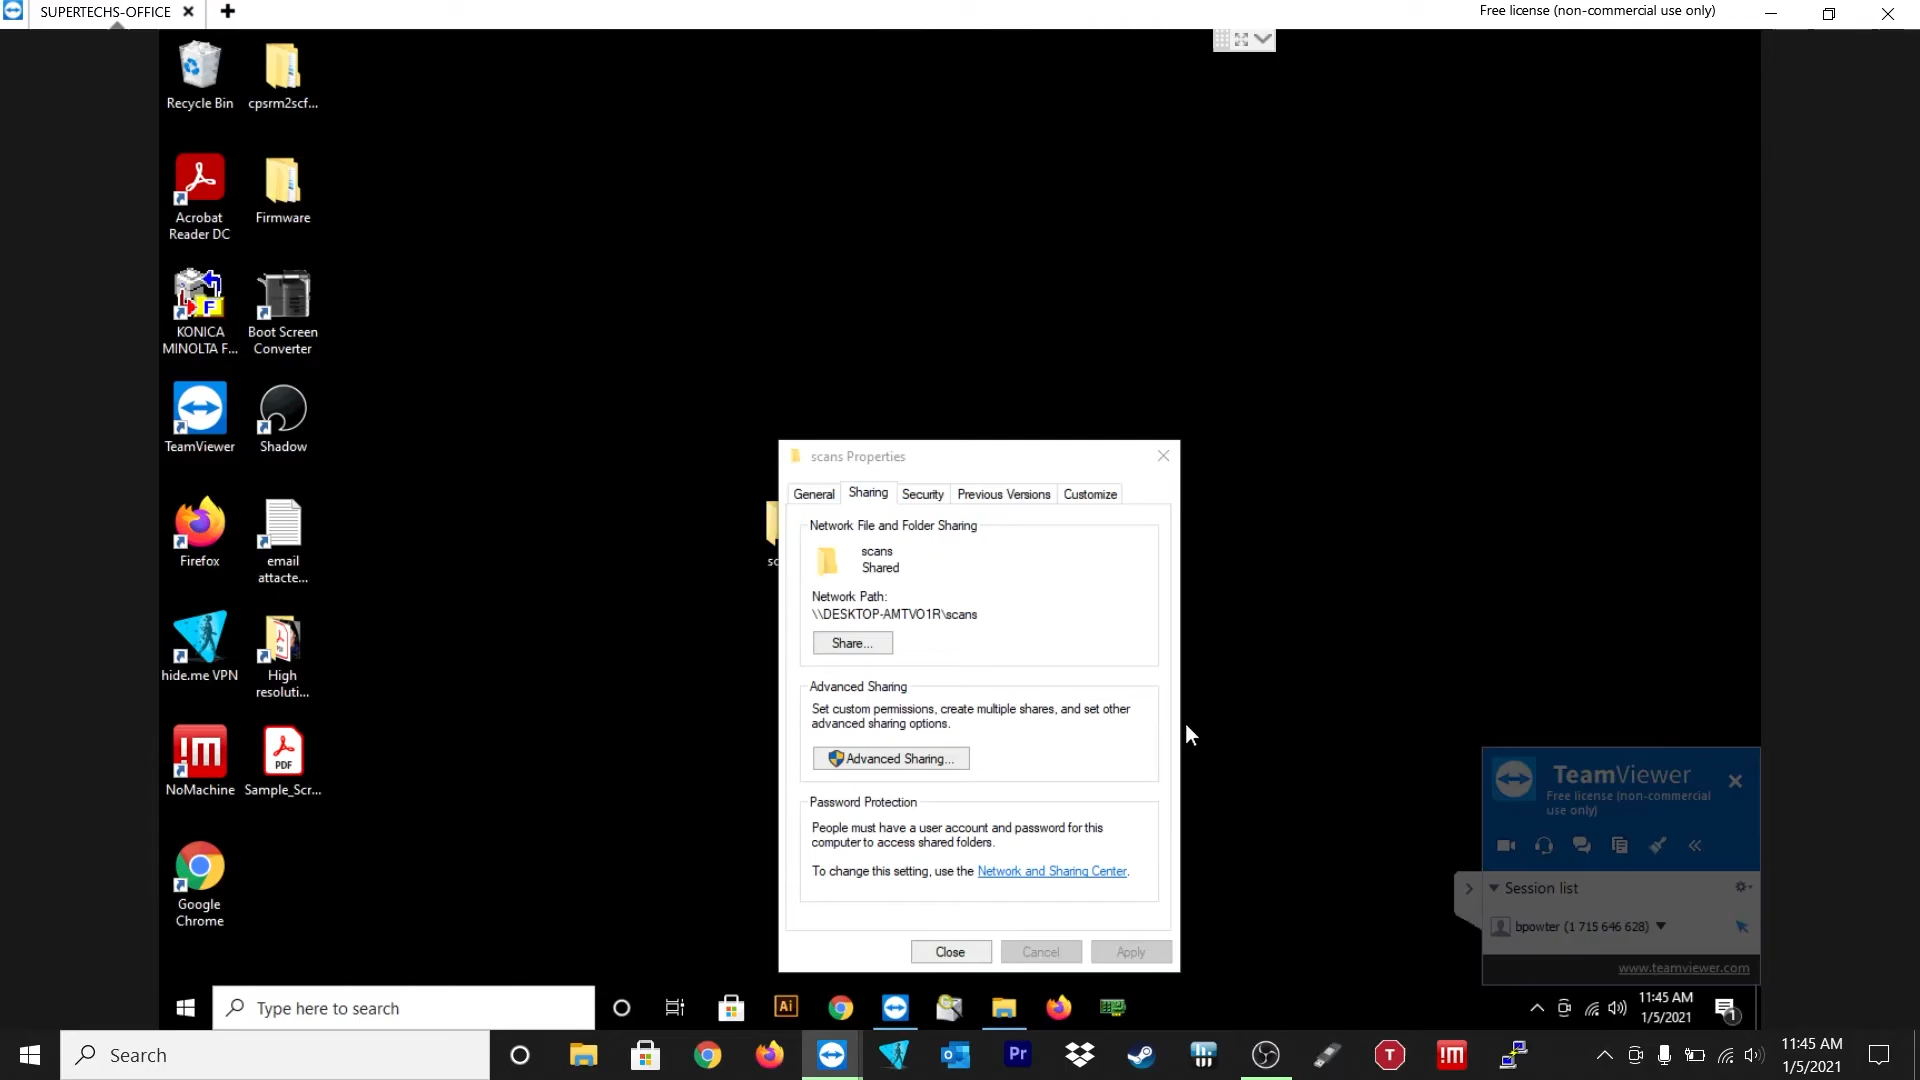 SUPERTECHS-OFFICE
Free license (non-commercial use only)
Recycle Bin
cpsrm2scf...
Acrobat
Reader DC
Firmware
KONICA
MINOLTA F...
Boot Screen
Converter
TeamViewer
Shadow
Firefox
email
attacte...
hide.me VPN
High
resoluti...
NoMachine
PDF
Sample_Scr...
Google
Chrome
sc
scans Properties
General
Sharing
Security
Previous Versions
Customize
Network File and Folder Sharing
scans
Shared
Network Path:
\\DESKTOP-AMTVO1R\scans
Share...
Advanced Sharing
Set custom permissions, create multiple shares, and set other
advanced sharing options.
Advanced Sharing...
Password Protection
People must have a user account and password for this
computer to access shared folders.
To change this setting, use the Network and Sharing Center.
Close
Cancel
Apply
TeamViewer
Free license (non-commercial
use only)
Session list
bpowter (1 715 646 628)
www.teamviewer.com
Type here to search
Ai
11:45 AM
1/5/2021
1
Search
Pr
T
!M
11:45 AM
1/5/2021